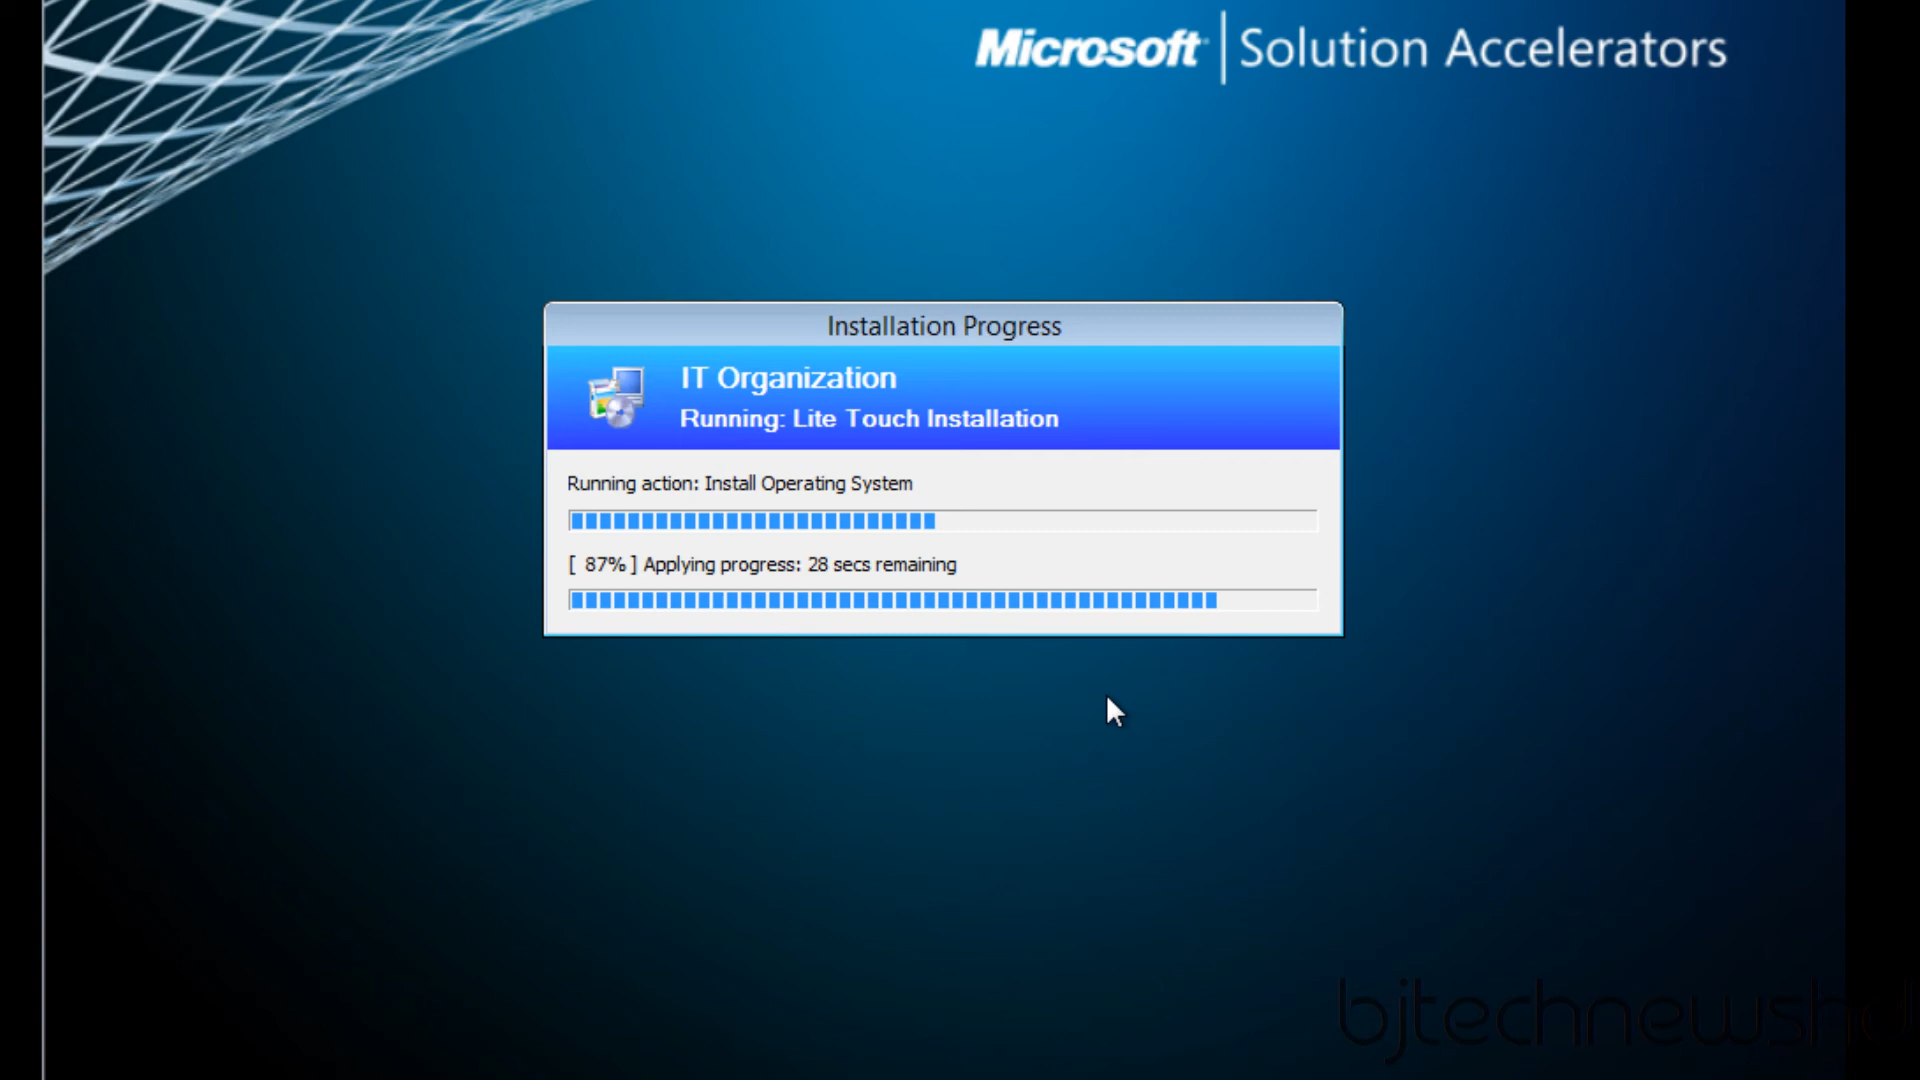 Microsoft | Solution Accelerators
Installation Progress
IT Organization
Running: Lite Touch Installation
Running action: Install Operating System
[ 87% ] Applying progress: 28 secs remaining
bjtechnewshd